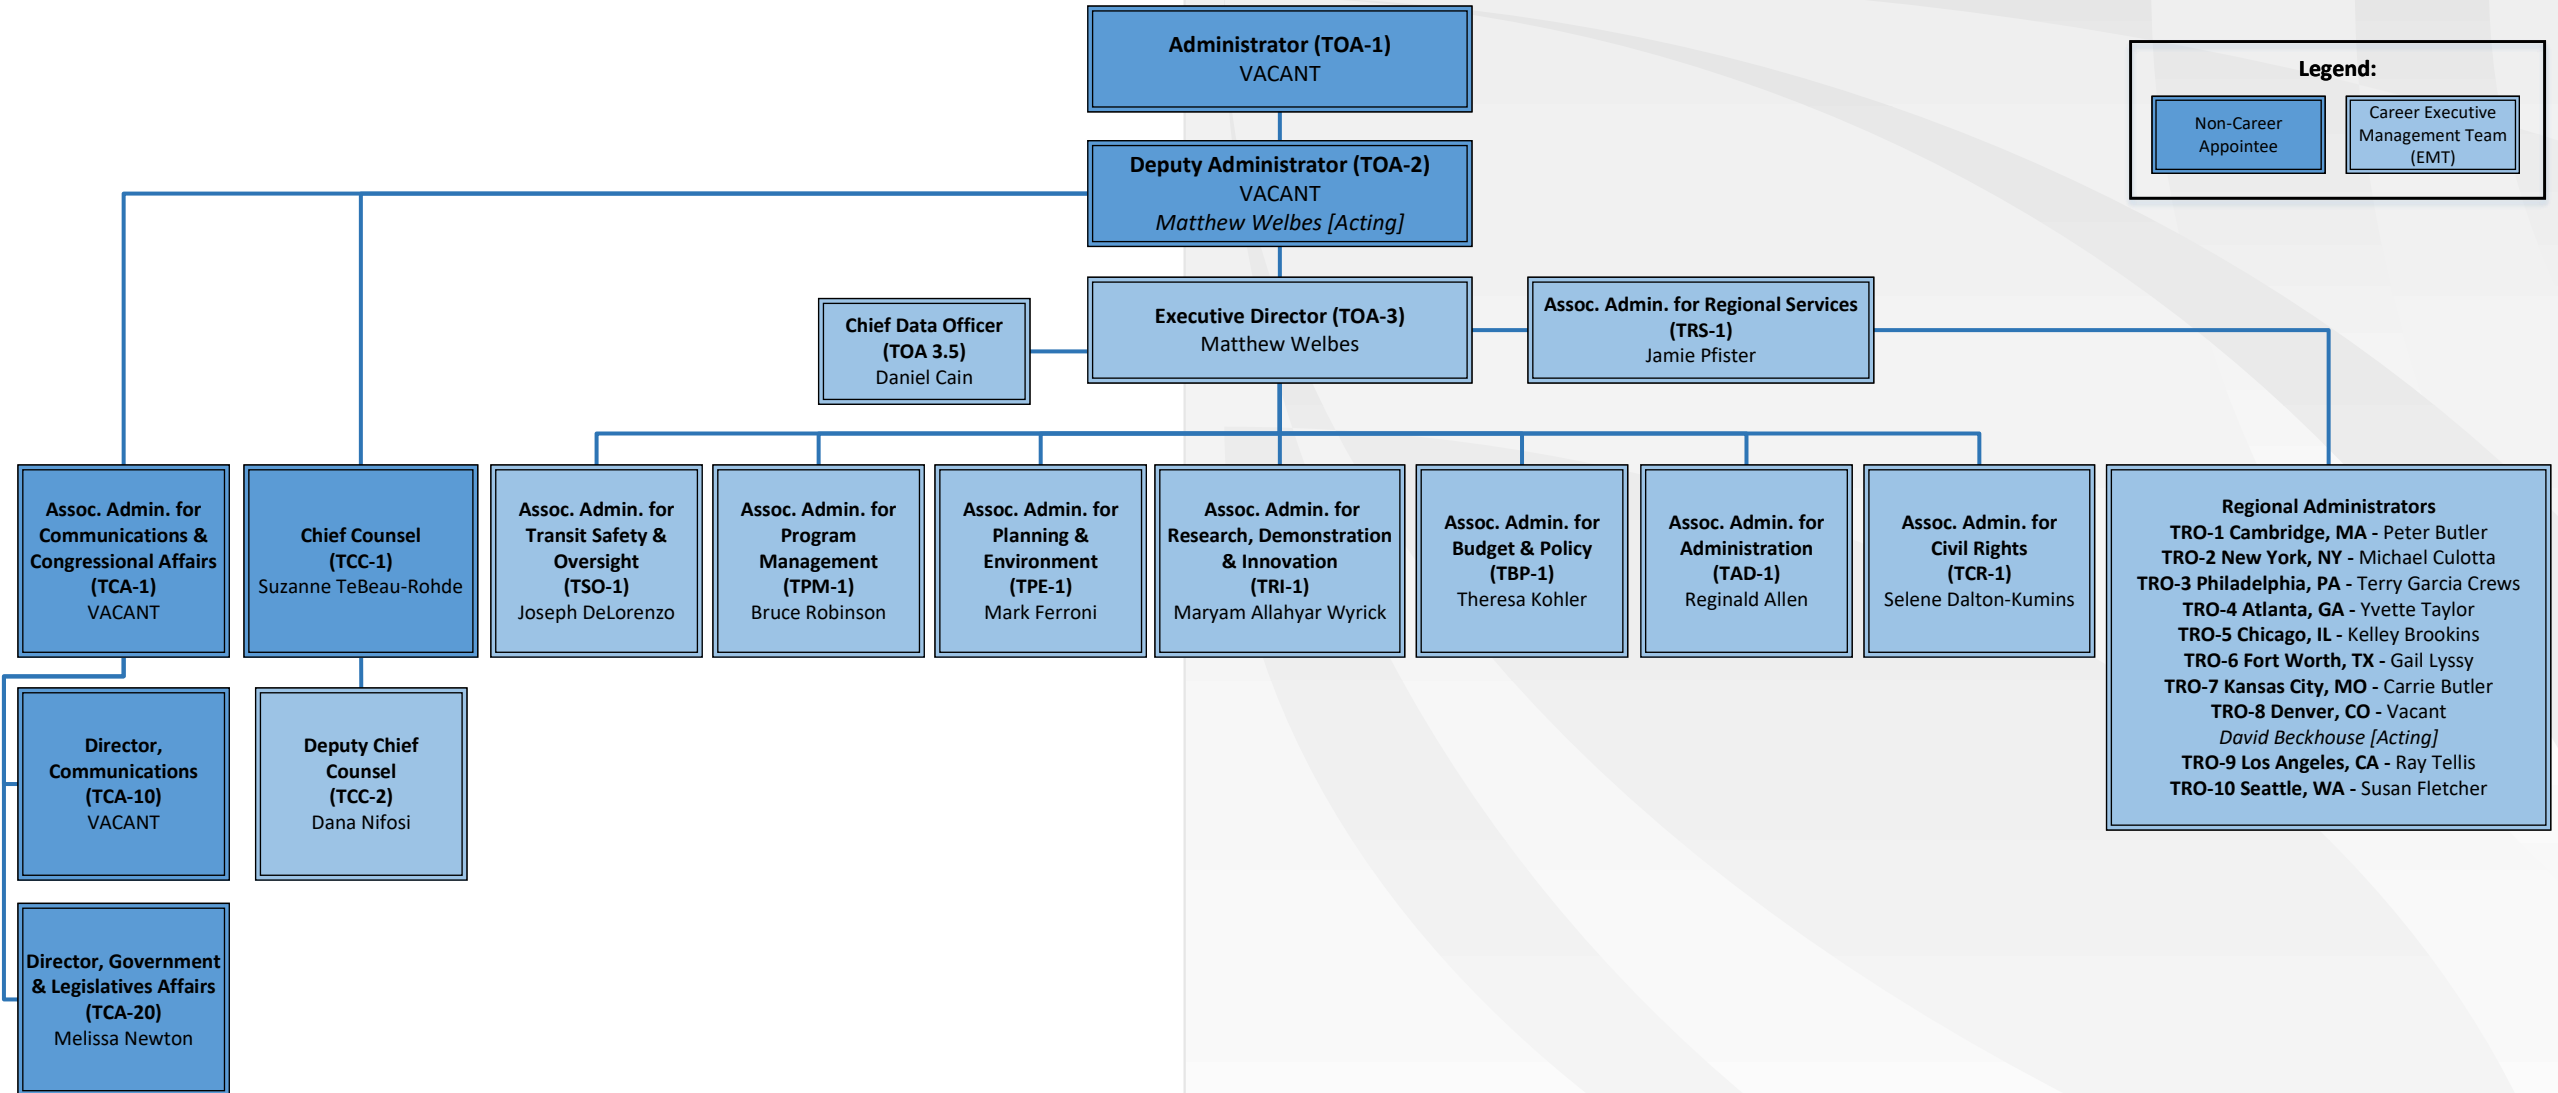 Administrator (TOA-1)
VACANT
Legend:
Non-Career
Appointee
Career Executive
Management Team
(EMT)
Deputy Administrator (TOA-2)
VACANT
Matthew Welbes [Acting]
Chief Data Officer
(TOA 3.5)
Daniel Cain
Executive Director (TOA-3)
Matthew Welbes
Assoc. Admin. for Regional Services
(TRS-1)
Jamie Pfister
Assoc. Admin. for
Communications &
Congressional Affairs
(TCA-1)
VACANT
Chief Counsel
(TCC-1)
Suzanne TeBeau-Rohde
Assoc. Admin. for
Transit Safety &
Oversight
(TSO-1)
Joseph DeLorenzo
Assoc. Admin. for
Program
Management
(TPM-1)
Bruce Robinson
Assoc. Admin. for
Planning &
Environment
(TPE-1)
Mark Ferroni
Assoc. Admin. for
Research, Demonstration
& Innovation
(TRI-1)
Maryam Allahyar Wyrick
Assoc. Admin. for
Budget & Policy
(TBP-1)
Theresa Kohler
Assoc. Admin. for
Administration
(TAD-1)
Reginald Allen
Assoc. Admin. for
Civil Rights
(TCR-1)
Selene Dalton-Kumins
Regional Administrators
TRO-1 Cambridge, MA - Peter Butler
TRO-2 New York, NY - Michael Culotta
TRO-3 Philadelphia, PA - Terry Garcia Crews
TRO-4 Atlanta, GA - Yvette Taylor
TRO-5 Chicago, IL - Kelley Brookins
TRO-6 Fort Worth, TX - Gail Lyssy
TRO-7 Kansas City, MO - Carrie Butler
TRO-8 Denver, CO - Vacant
David Beckhouse [Acting]
TRO-9 Los Angeles, CA - Ray Tellis
TRO-10 Seattle, WA - Susan Fletcher
Director,
Communications
(TCA-10)
VACANT
Deputy Chief
Counsel
(TCC-2)
Dana Nifosi
Director, Government
& Legislatives Affairs
(TCA-20)
Melissa Newton